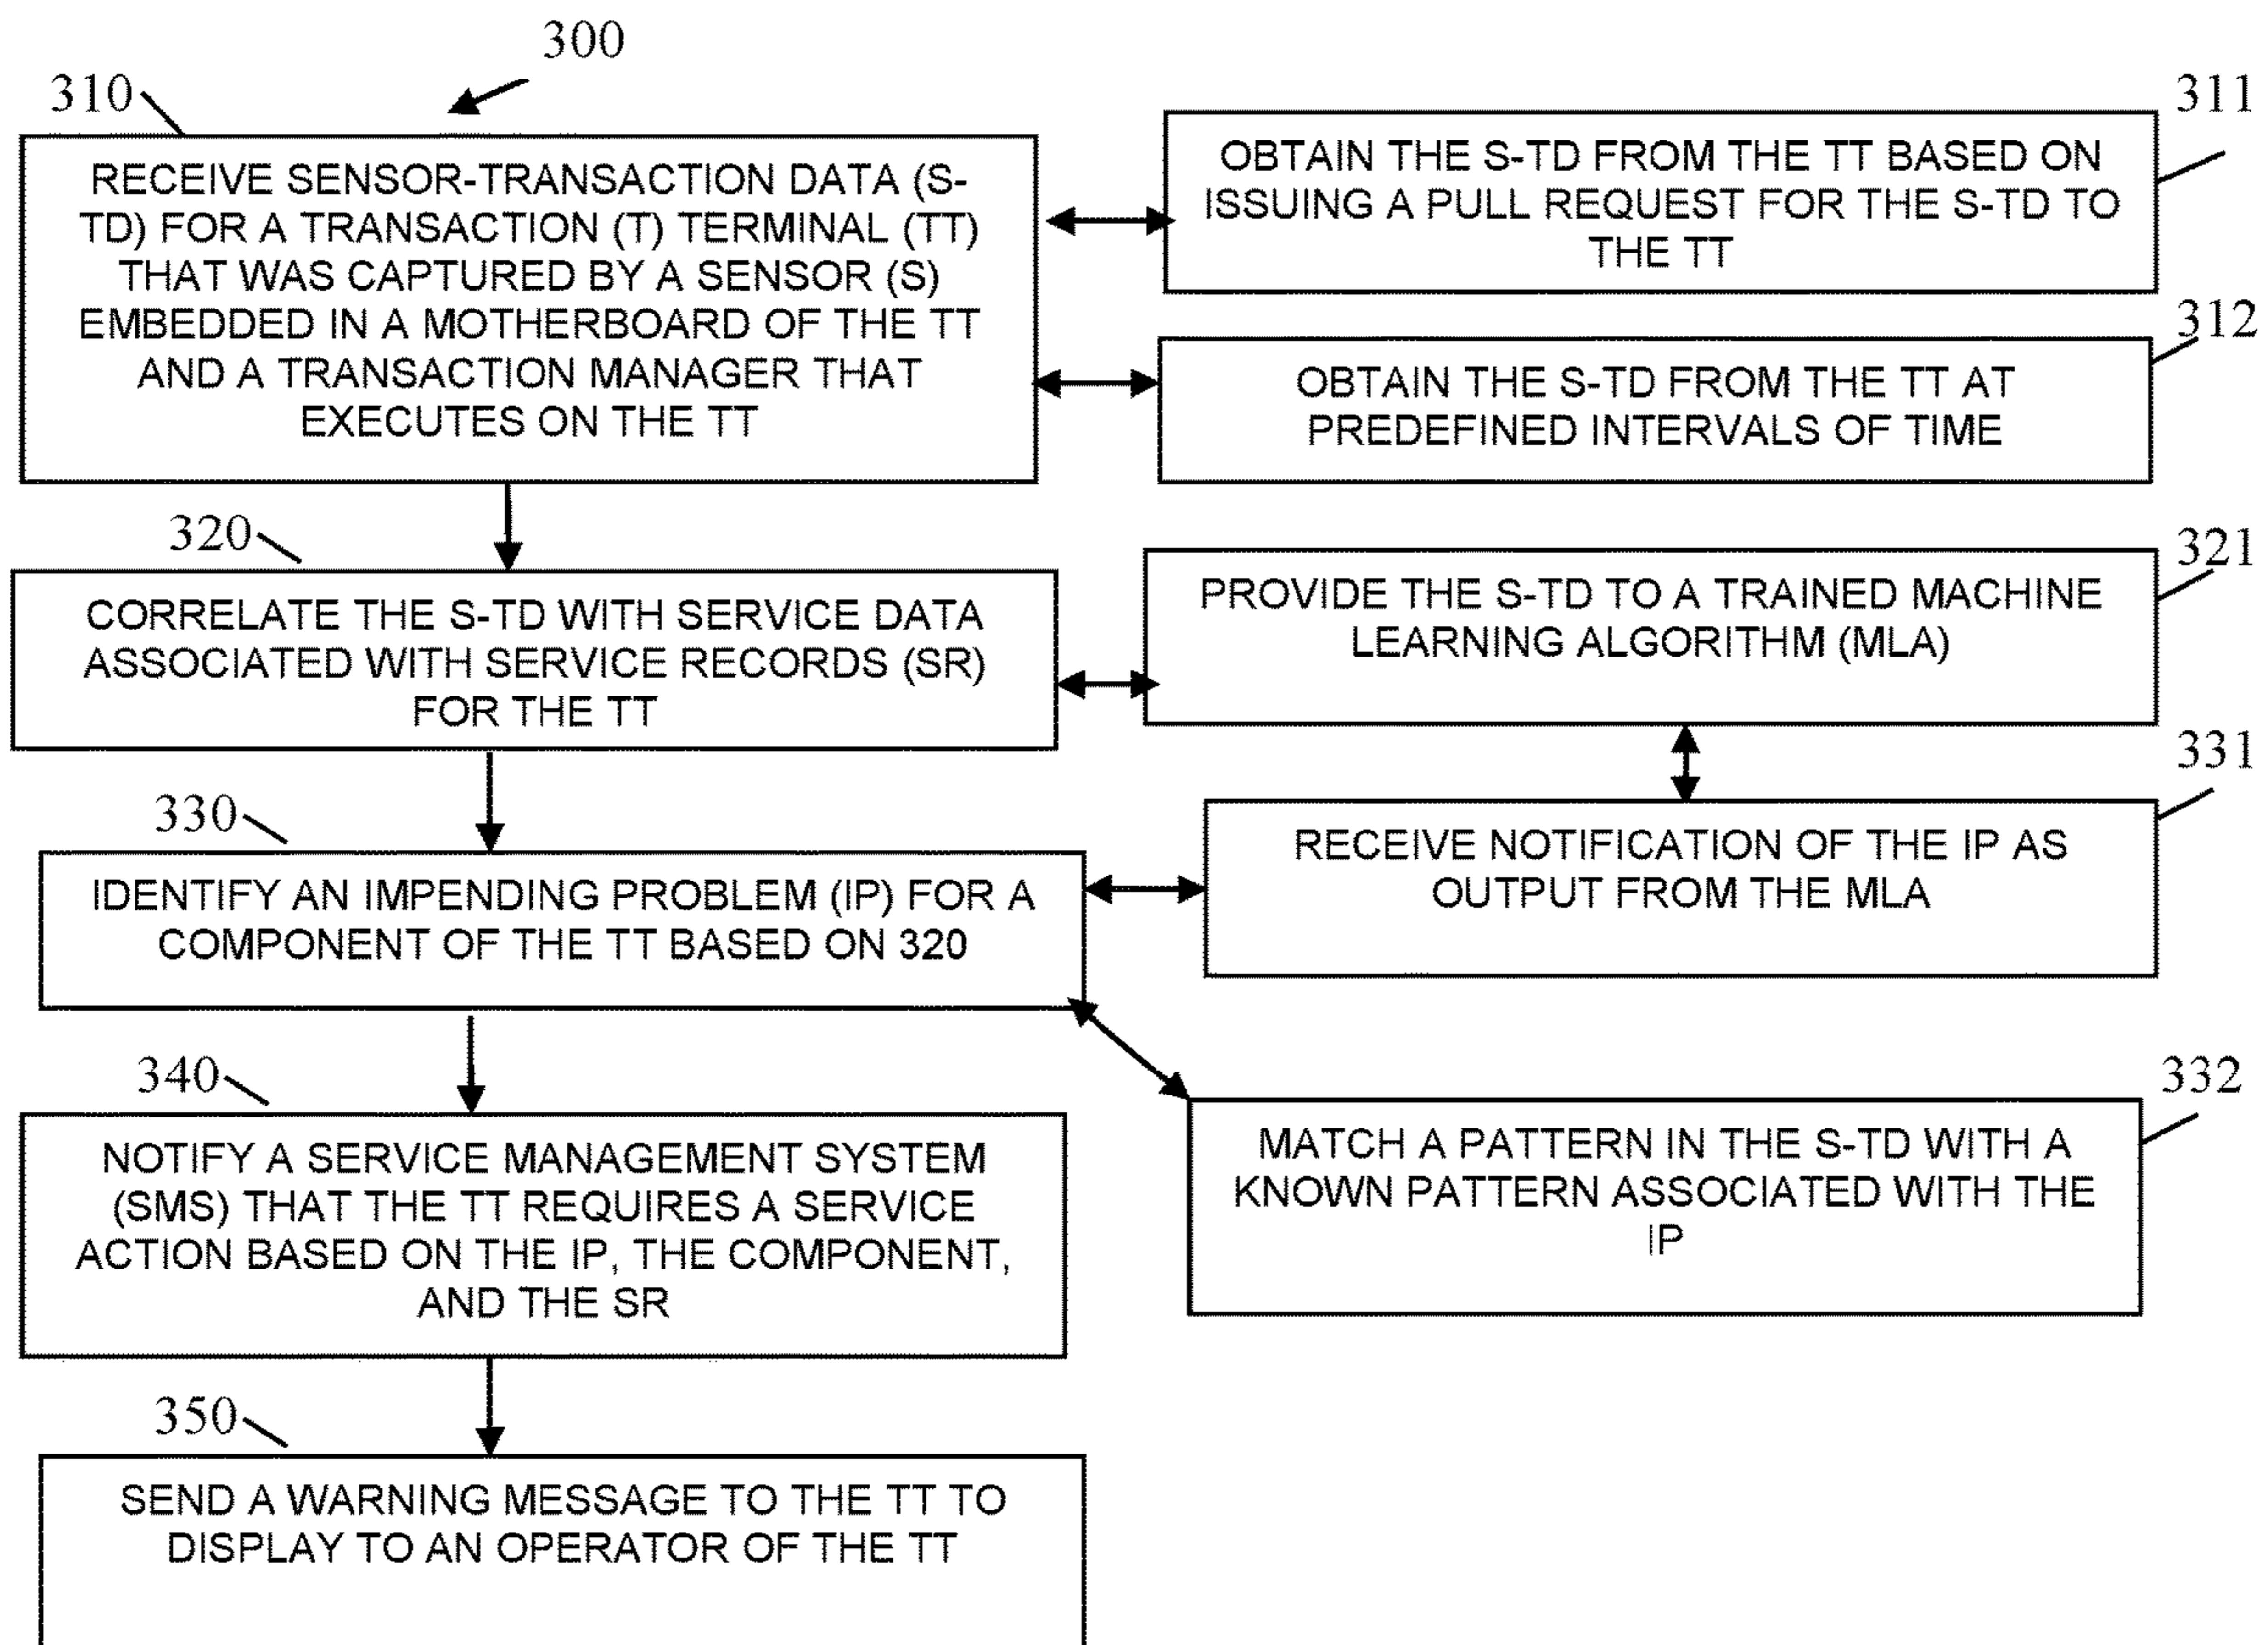 300
310
RECEIVE SENSOR-TRANSACTION DATA (S-
TD) FOR A TRANSACTION (T) TERMINAL (TT)
THAT WAS CAPTURED BY A SENSOR (S)
EMBEDDED IN A MOTHERBOARD OF THE TT
AND A TRANSACTION MANAGER THAT
EXECUTES ON THE TT
311
OBTAIN THE S-TD FROM THE TT BASED ON
ISSUING A PULL REQUEST FOR THE S-TD TO
THE TT
312
OBTAIN THE S-TD FROM THE TT AT
PREDEFINED INTERVALS OF TIME
320
CORRELATE THE S-TD WITH SERVICE DATA
ASSOCIATED WITH SERVICE RECORDS (SR)
FOR THE TT
321
PROVIDE THE S-TD TO A TRAINED MACHINE
LEARNING ALGORITHM (MLA)
330
IDENTIFY AN IMPENDING PROBLEM (IP) FOR A
COMPONENT OF THE TT BASED ON 320
331
RECEIVE NOTIFICATION OF THE IP AS
OUTPUT FROM THE MLA
332
MATCH A PATTERN IN THE S-TD WITH A
KNOWN PATTERN ASSOCIATED WITH THE
IP
340
NOTIFY A SERVICE MANAGEMENT SYSTEM
(SMS) THAT THE TT REQUIRES A SERVICE
ACTION BASED ON THE IP, THE COMPONENT,
AND THE SR
350
SEND A WARNING MESSAGE TO THE TT TO
DISPLAY TO AN OPERATOR OF THE TT